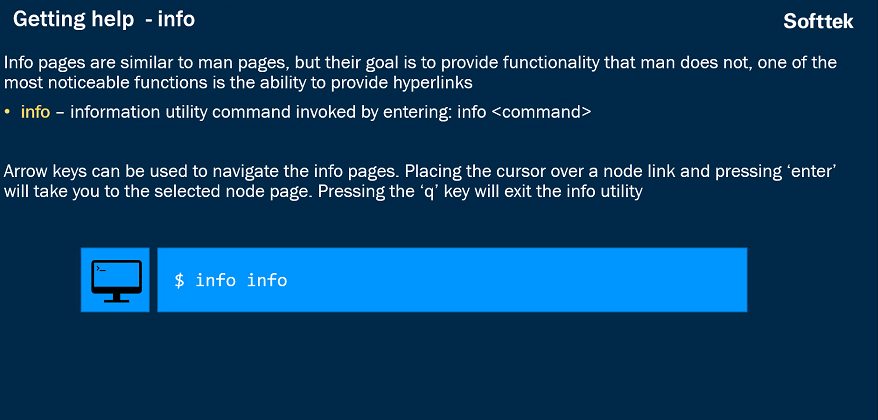 Getting help - info
Softtek
Info pages are similar to man pages, but their goal is to provide functionality that man does not, one of the
most noticeable functions is the ability to provide hyperlinks
• info – information utility command invoked by entering: info <command>
Arrow keys can be used to navigate the info pages. Placing the cursor over a node link and pressing ‘enter’
will take you to the selected node page. Pressing the ‘q’ key will exit the info utility
>_
$ info info